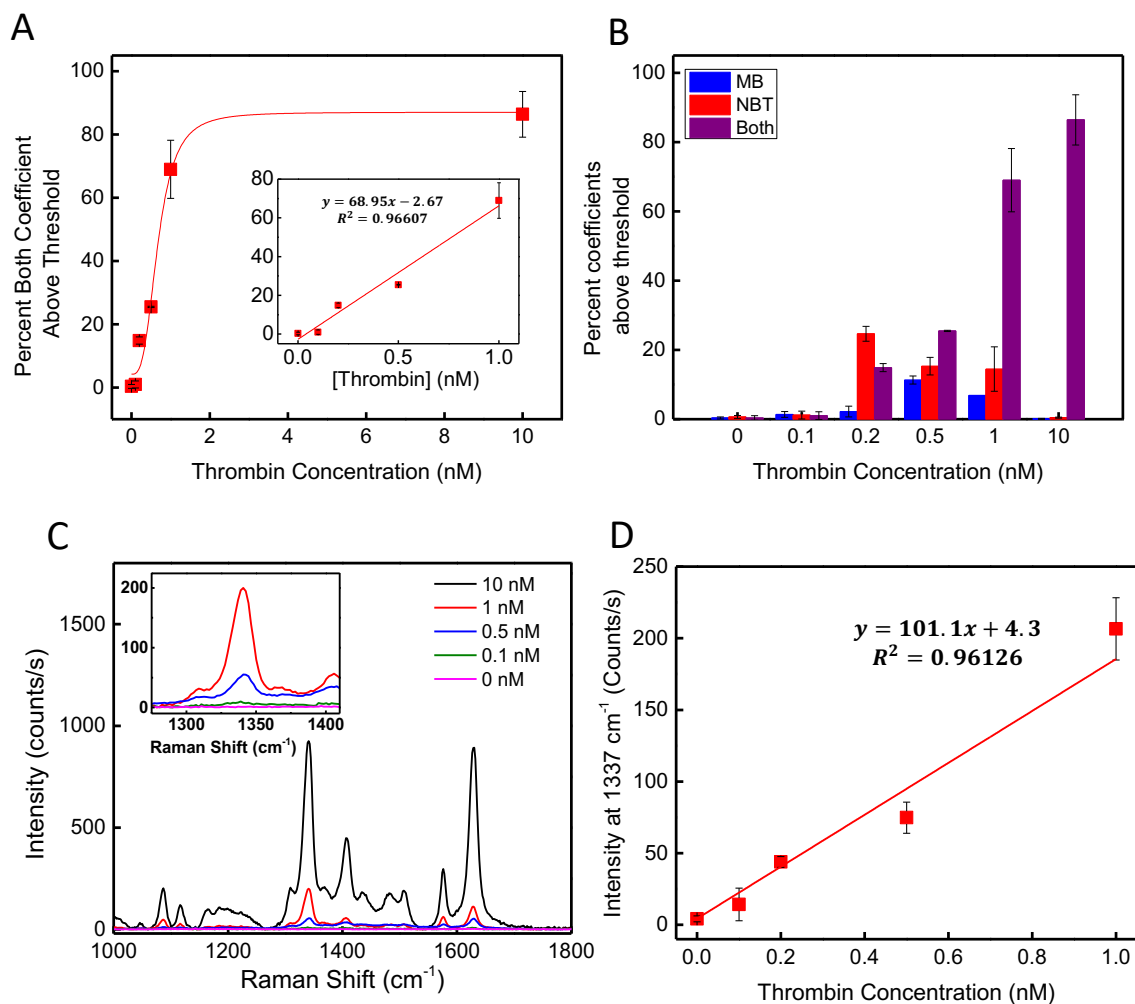 A
Percent Both Coefficient
Above Threshold
100
80
60
40
20
0
0
2
4
6
8
10
Thrombin Concentration (nM)
y = 68.95x − 2.67
R² = 0.96607
80
60
40
20
0
0.0
0.5
1.0
[Thrombin] (nM)
B
Percent coefficients
above threshold
100
80
60
40
20
0
MB
NBT
Both
0
0.1
0.2
0.5
1
10
Thrombin Concentration (nM)
C
Intensity (counts/s)
1500
1000
500
0
1000
1200
1400
1600
1800
Raman Shift (cm⁻¹)
200
100
0
1300
1350
1400
Raman Shift (cm⁻¹)
10 nM
1 nM
0.5 nM
0.1 nM
0 nM
D
Intensity at 1337 cm⁻¹ (Counts/s)
250
200
150
100
50
0
y = 101.1x + 4.3
R² = 0.96126
0.0
0.2
0.4
0.6
0.8
1.0
Thrombin Concentration (nM)